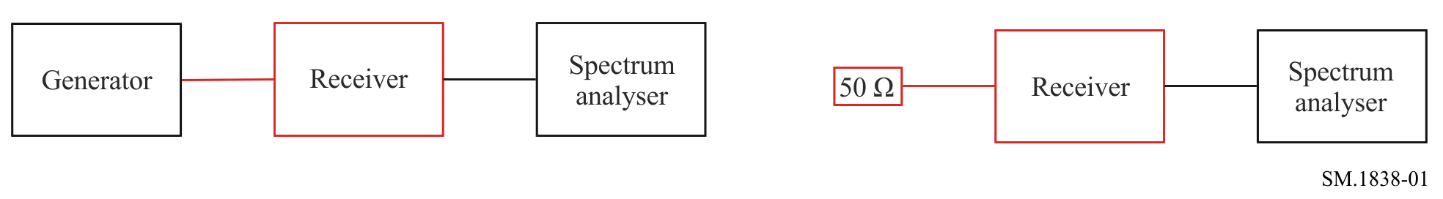 Generator
Receiver
Spectrum
analyser
50 Ω
Receiver
Spectrum
analyser
SM.1838-01